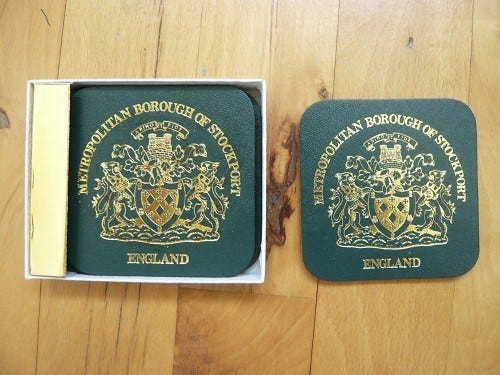 METROPOLITAN BOROUGH OF STOCKPORT
ENGLAND
METROPOLITAN BOROUGH OF STOCKPORT
ENGLAND